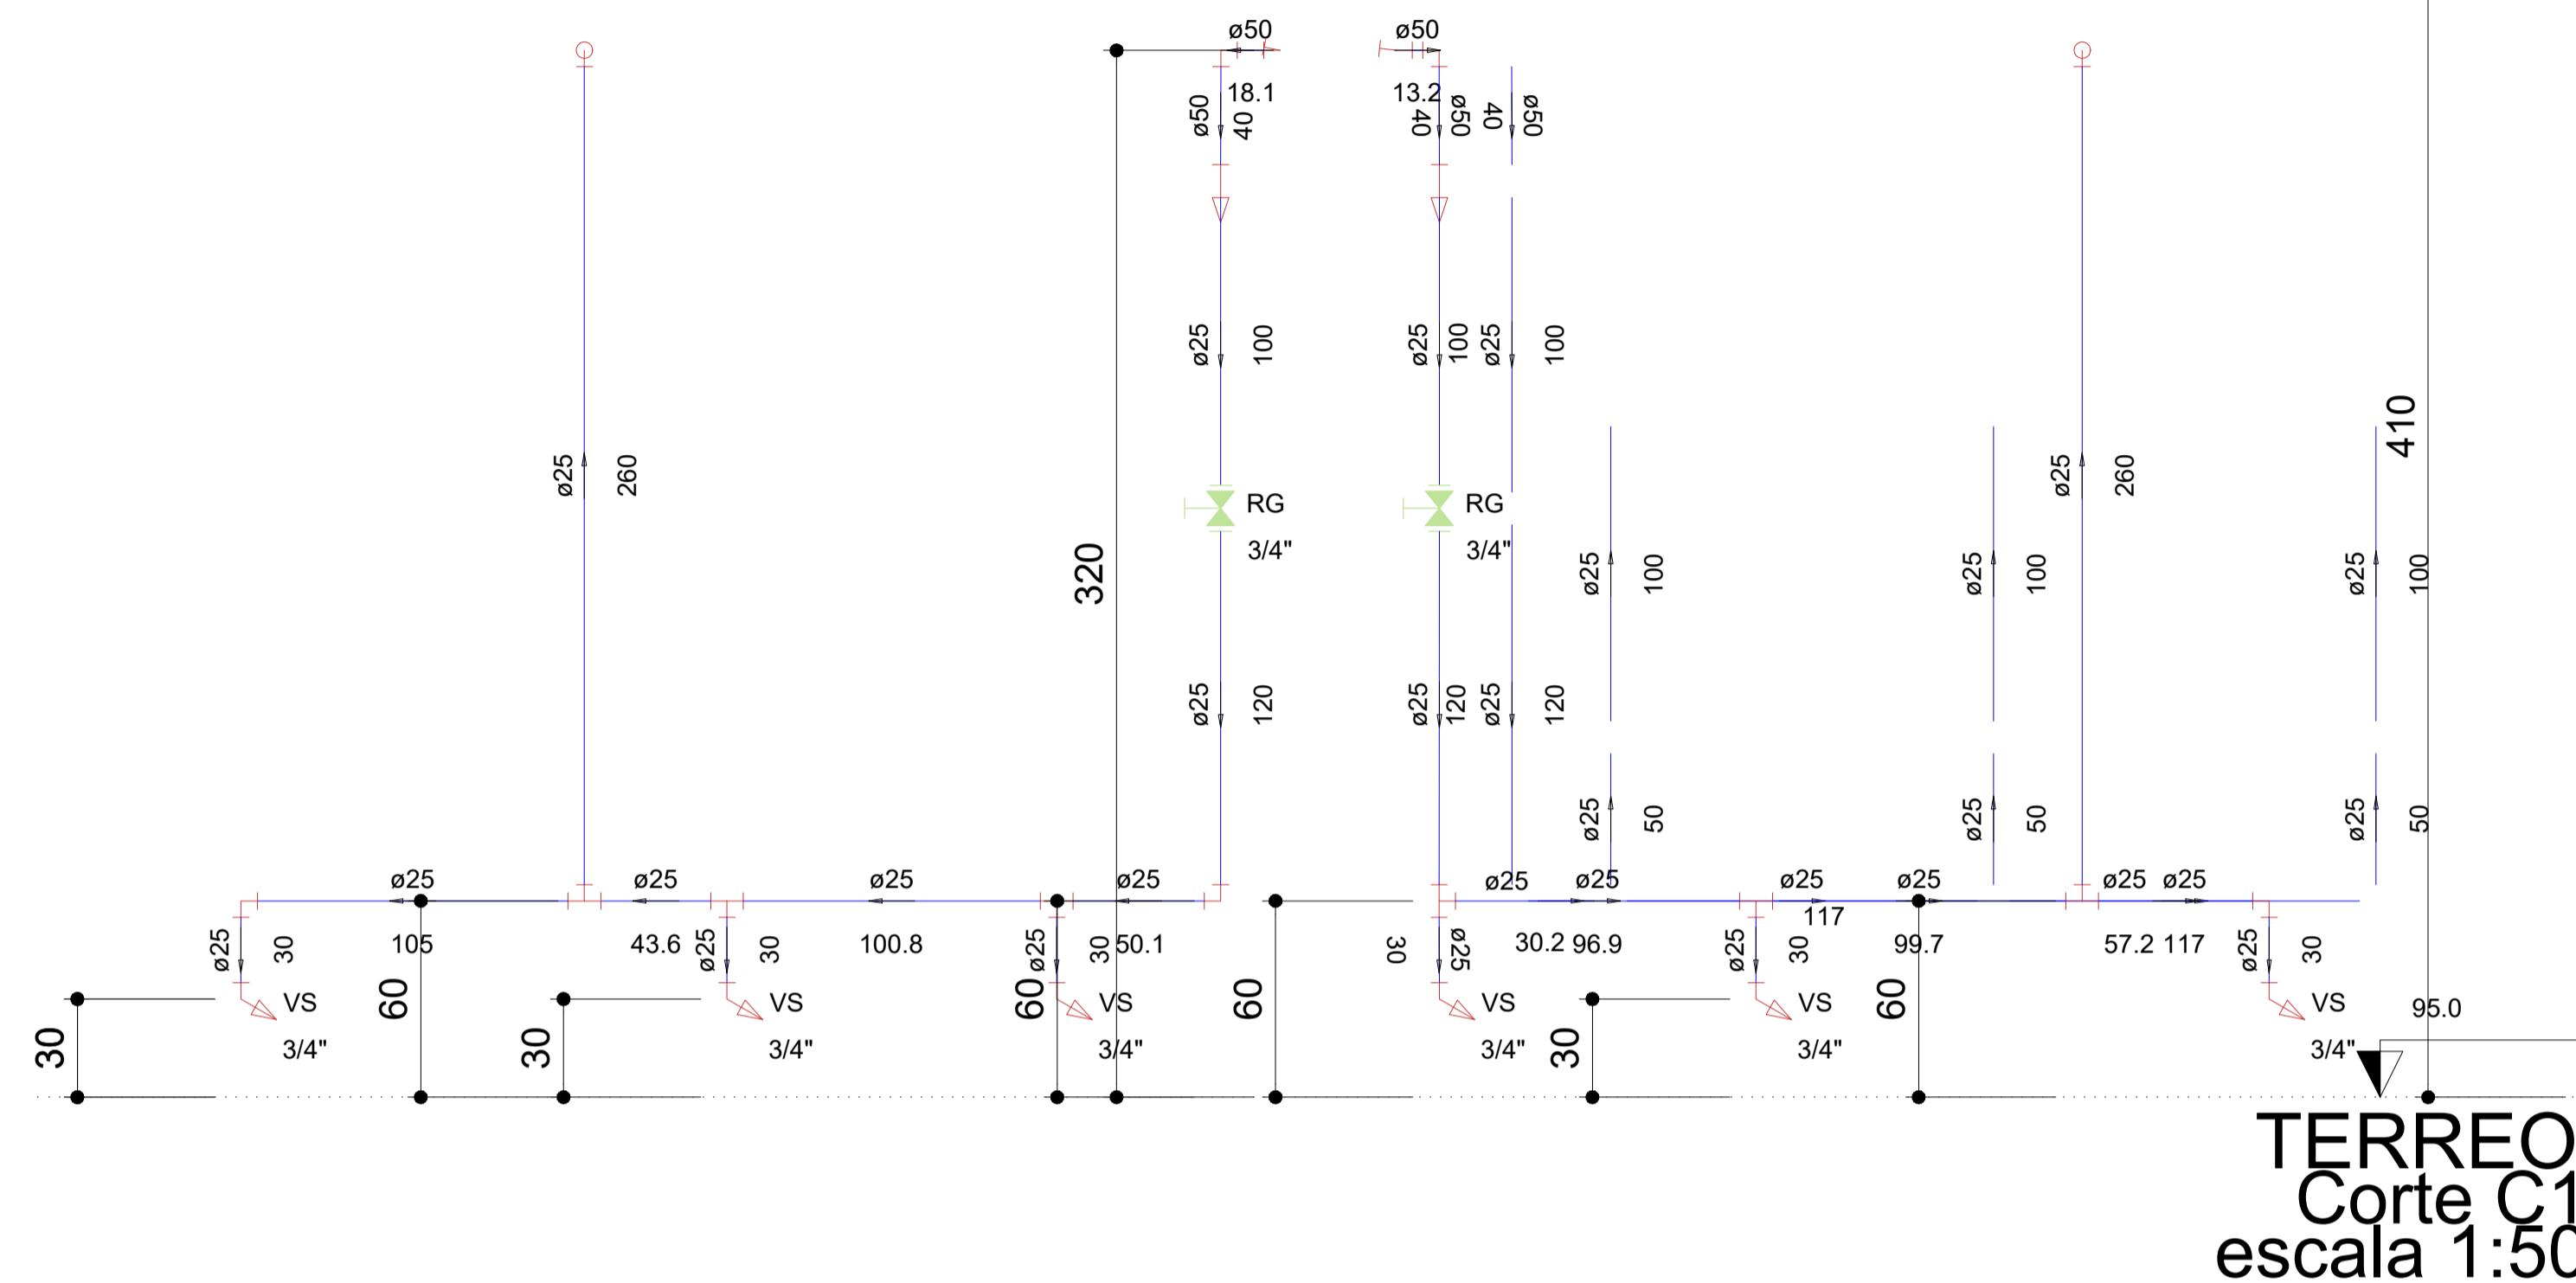 ø50
ø50
18.1
13.2
ø50
40
40
ø50
40
ø50
ø25
100
ø25
100
ø25
100
410
ø25
260
ø25
260
RG
3/4"
RG
3/4"
320
ø25
100
ø25
100
ø25
100
ø25
120
ø25
120
ø25
120
ø25
50
ø25
50
ø25
50
ø25
ø25
ø25
ø25
ø25
ø25
ø25
ø25
ø25
ø25
117
ø25
30
105
43.6
ø25
30
100.8
ø25
30
50.1
30
ø25
30.2
96.9
ø25
30
99.7
57.2
117
ø25
30
60
60
60
60
VS
3/4"
VS
3/4"
VS
3/4"
VS
3/4"
VS
3/4"
VS
3/4"
95.0
30
30
30
TERREO
Corte C1
escala 1:50